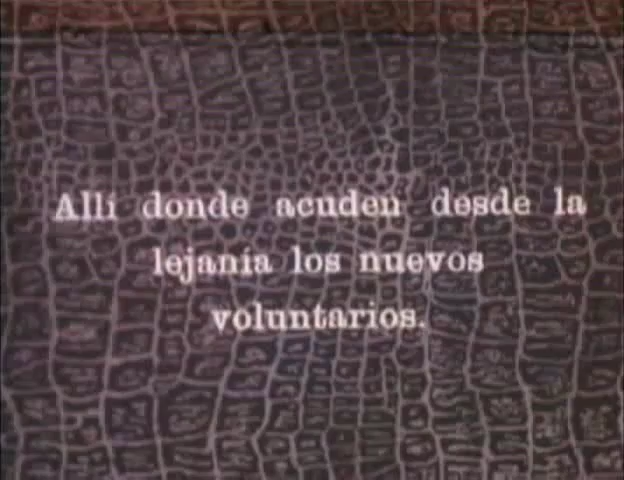 Allí donde acuden desde la
lejanía los nuevos
voluntarios.